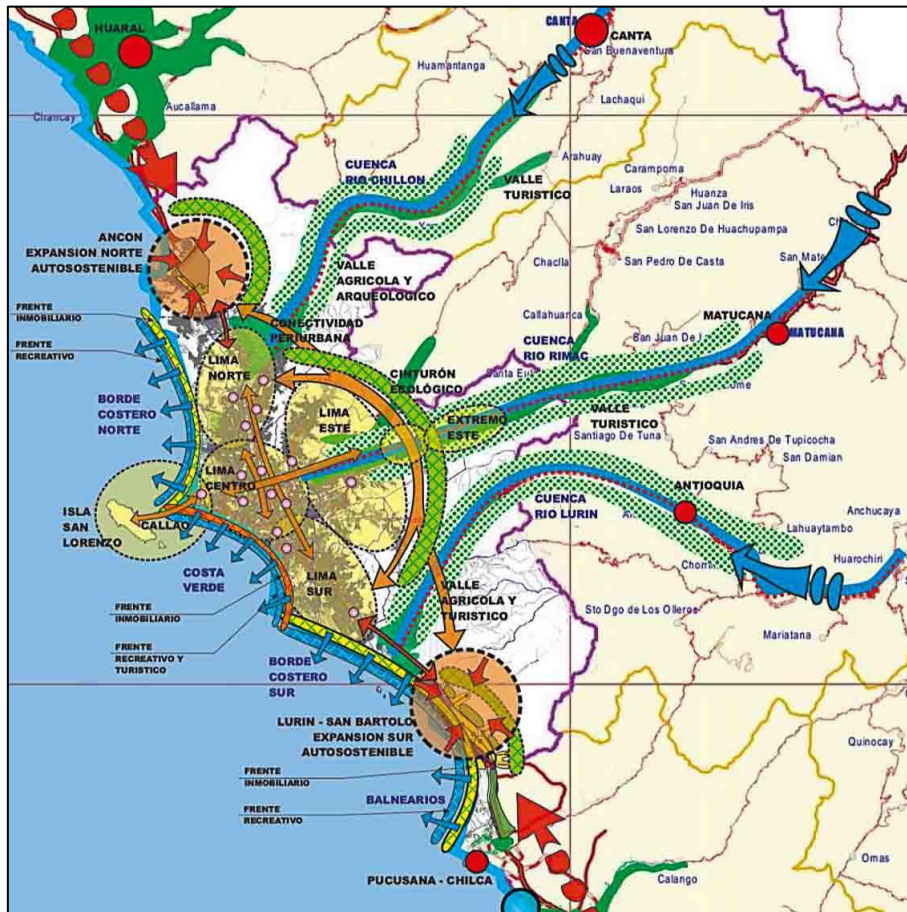 HUARAL
CANTA
CANTA
San Buenaventura
Huamantanga
Lachaqui
Aucallama
Chancay
Arahuay
CUENCA
RIO CHILLON
VALLE
TURISTICO
Carampoma
Laraos
Huanza
San Juan De Iris
San Lorenzo De Huachupampa
San Pedro De Casta
Chaclla
ANCON
EXPANSION NORTE
AUTOSOSTENIBLE
VALLE
AGRICOLA Y
ARQUEOLOGICO
Callahuanca
MATUCANA
MATUCANA
FRENTE
INMOBILIARIO
CONECTIVIDAD
PERIURBANA
CUENCA
RIO RIMAC
FRENTE
RECREATIVO
LIMA
NORTE
CINTURÓN
ECOLÓGICO
BORDE
COSTERO
NORTE
LIMA
ESTE
EXTREMO
ESTE
VALLE
TURISTICO
Santiago De Tuna
San Andres De Tupicocha
San Damian
LIMA
CENTRO
ISLA
SAN
LORENZO
CALLAO
CUENCA
RIO LURIN
ANTIOQUIA
Anchucaya
Lahuaytambo
Huarochiri
COSTA
VERDE
LIMA
SUR
VALLE
AGRICOLA Y
TURISTICO
FRENTE
INMOBILIARIO
Sto Dgo de Los Olleros
Mariatana
FRENTE
RECREATIVO Y
TURISTICO
BORDE
COSTERO
SUR
LURIN - SAN BARTOLO
EXPANSION SUR
AUTOSOSTENIBLE
Quinocay
FRENTE
INMOBILIARIO
BALNEARIOS
FRENTE
RECREATIVO
PUCUSANA - CHILCA
Calango
Omas